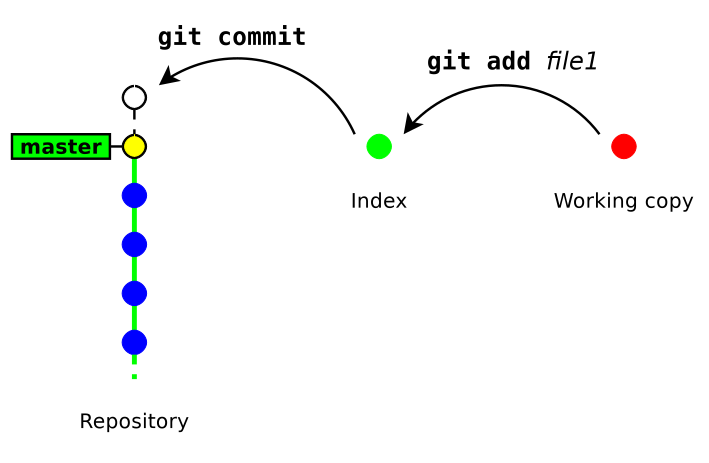 git commit
git add file1
master
Index
Working copy
Repository